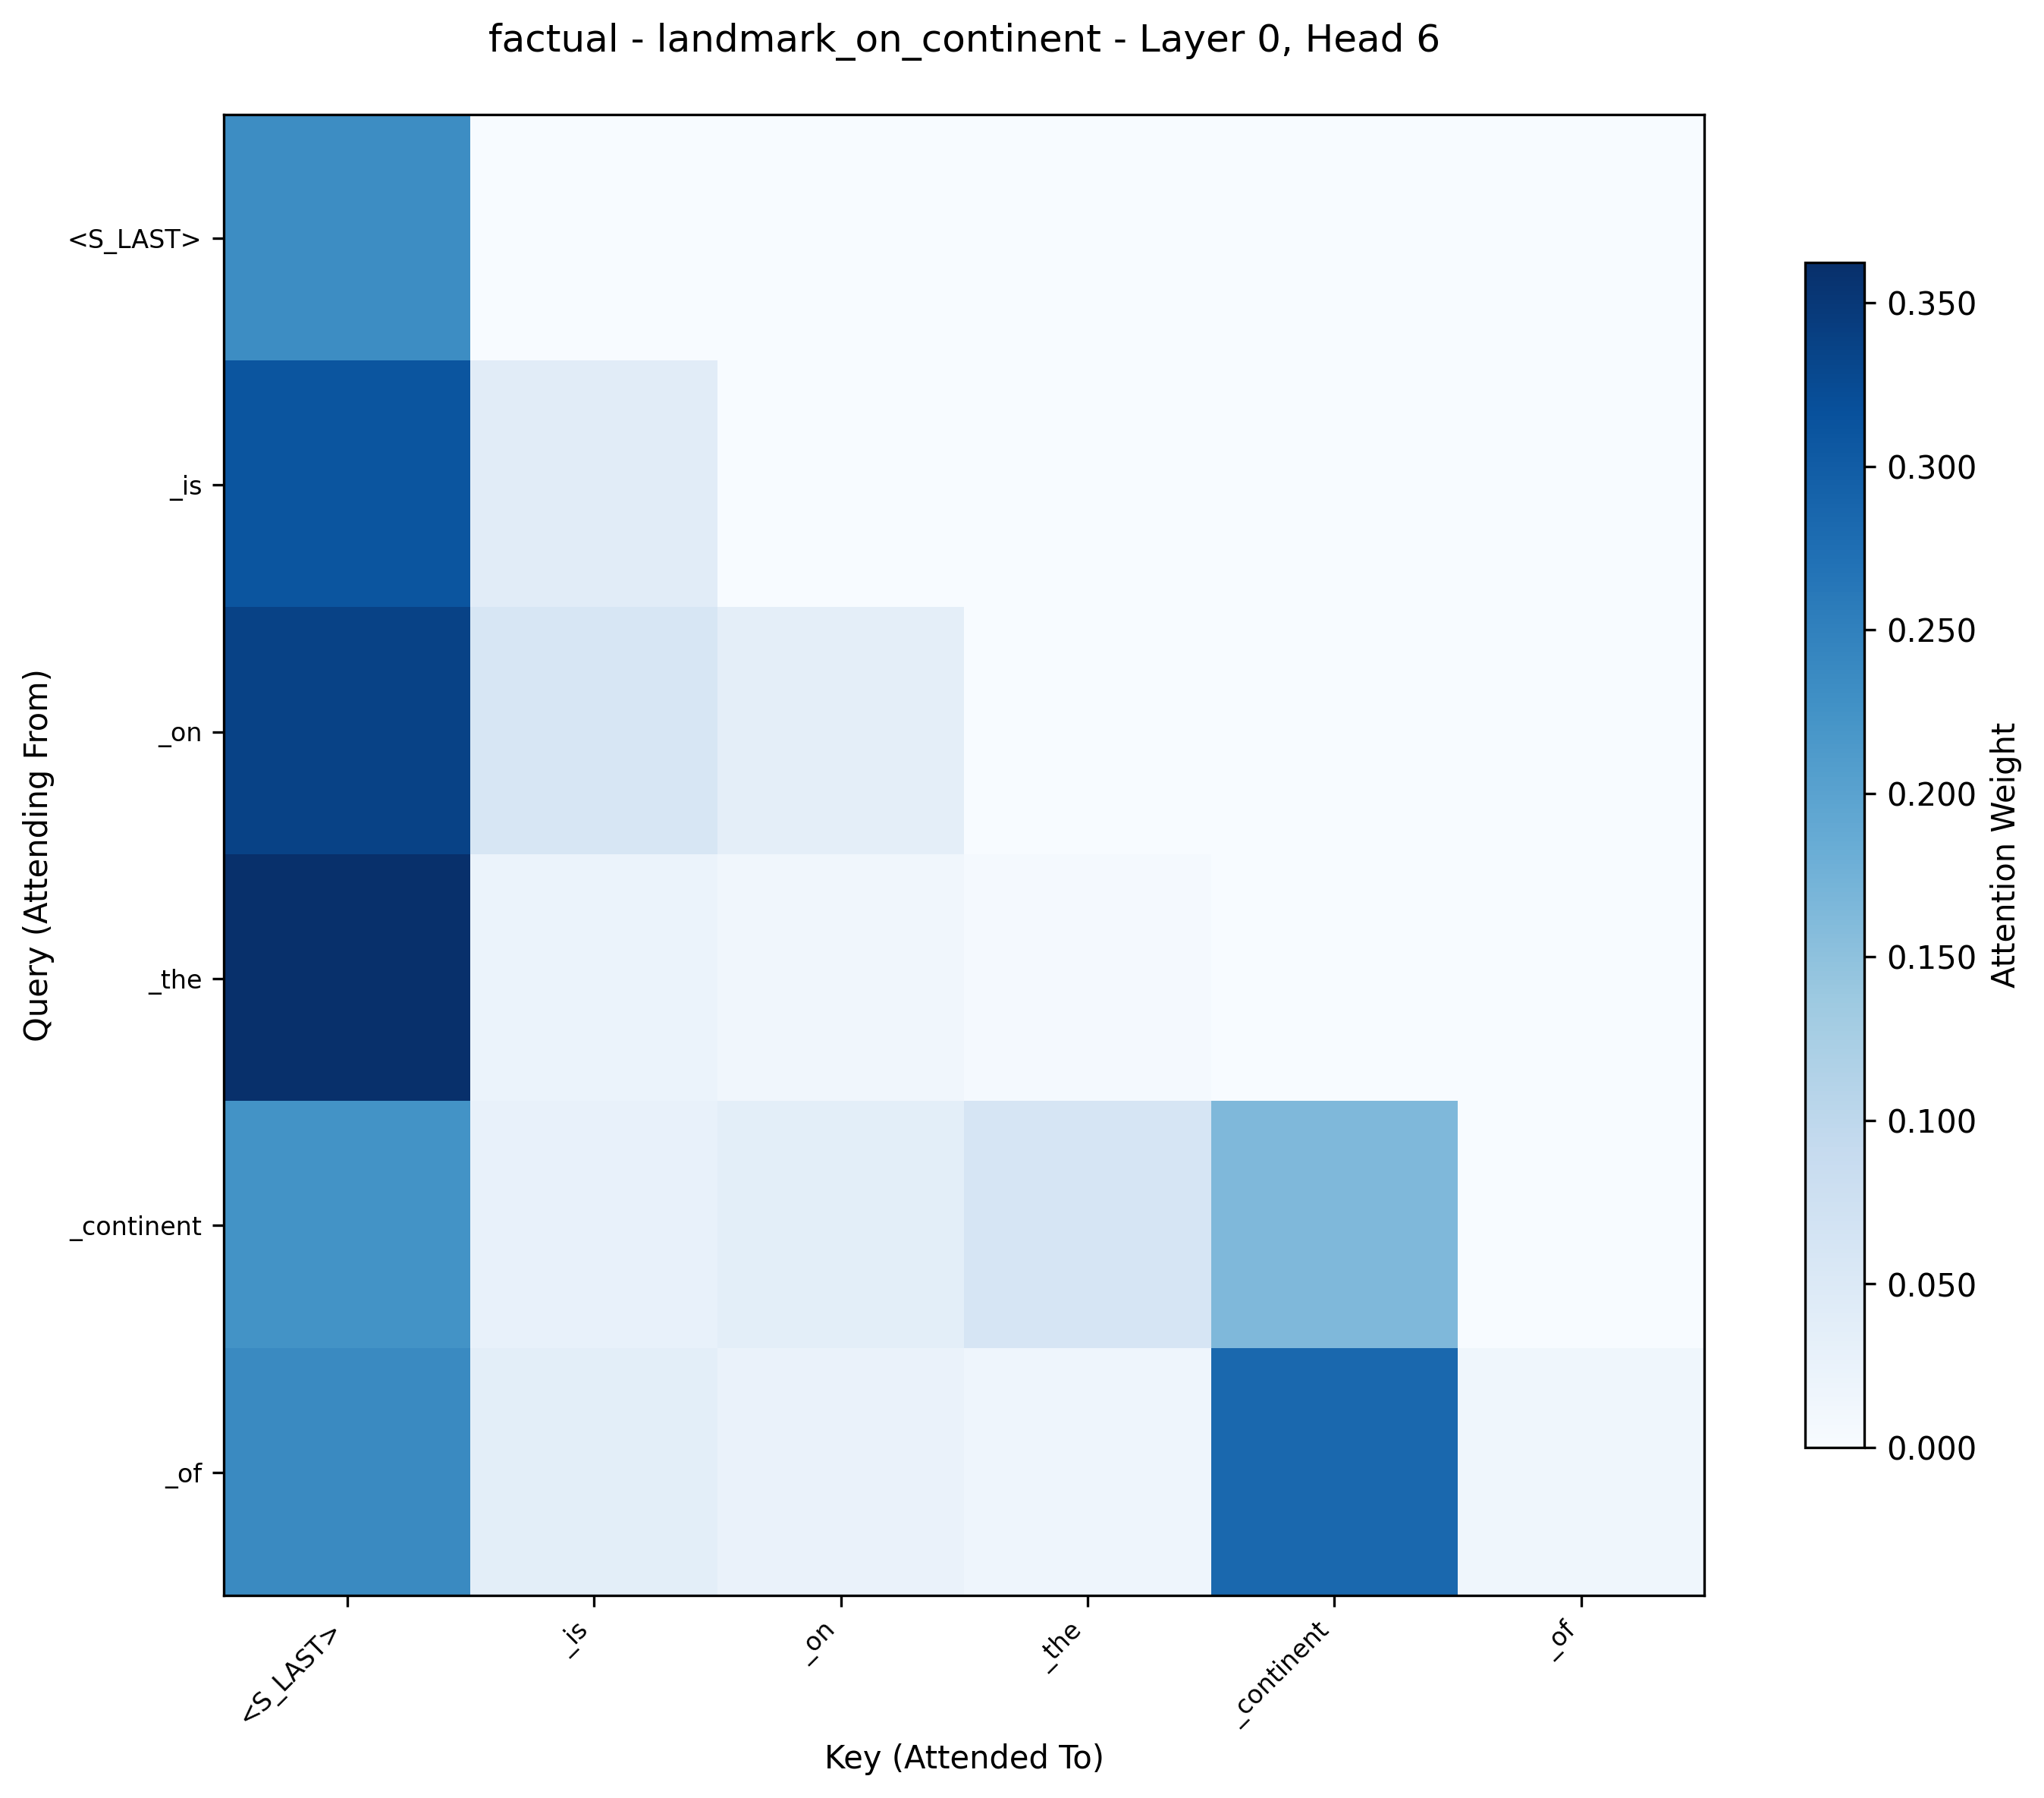 factual - landmark_on_continent - Layer 0, Head 6
Query (Attending From)
<S_LAST>
_is
_on
_the
_continent
_of
<S_LAST>
_is
_on
_the
_continent
_of
Key (Attended To)
0.350
0.300
0.250
0.200
0.150
0.100
0.050
0.000
Attention Weight